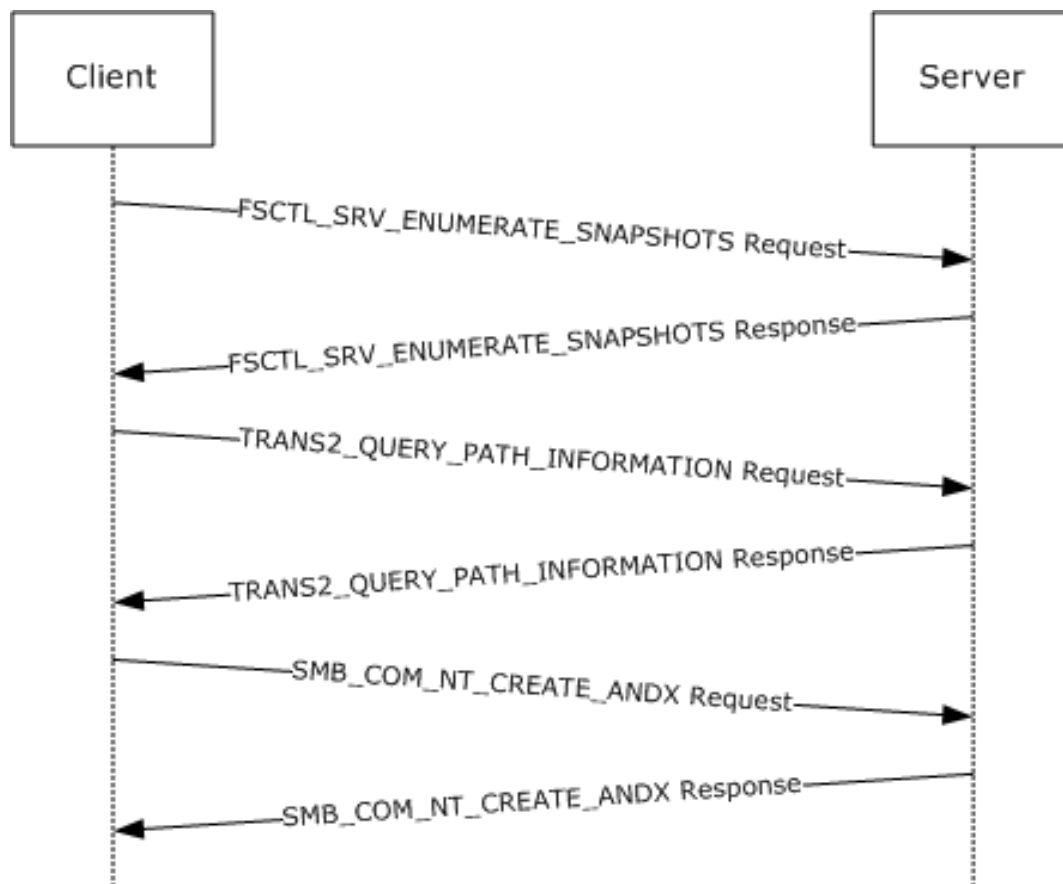 Client
Server
FSCTL_SRV_ENUMERATE_SNAPSHOTS Request
FSCTL_SRV_ENUMERATE_SNAPSHOTS Response
TRANS2_QUERY_PATH_INFORMATION Request
TRANS2_QUERY_PATH_INFORMATION Response
SMB_COM_NT_CREATE_ANDX Request
SMB_COM_NT_CREATE_ANDX Response